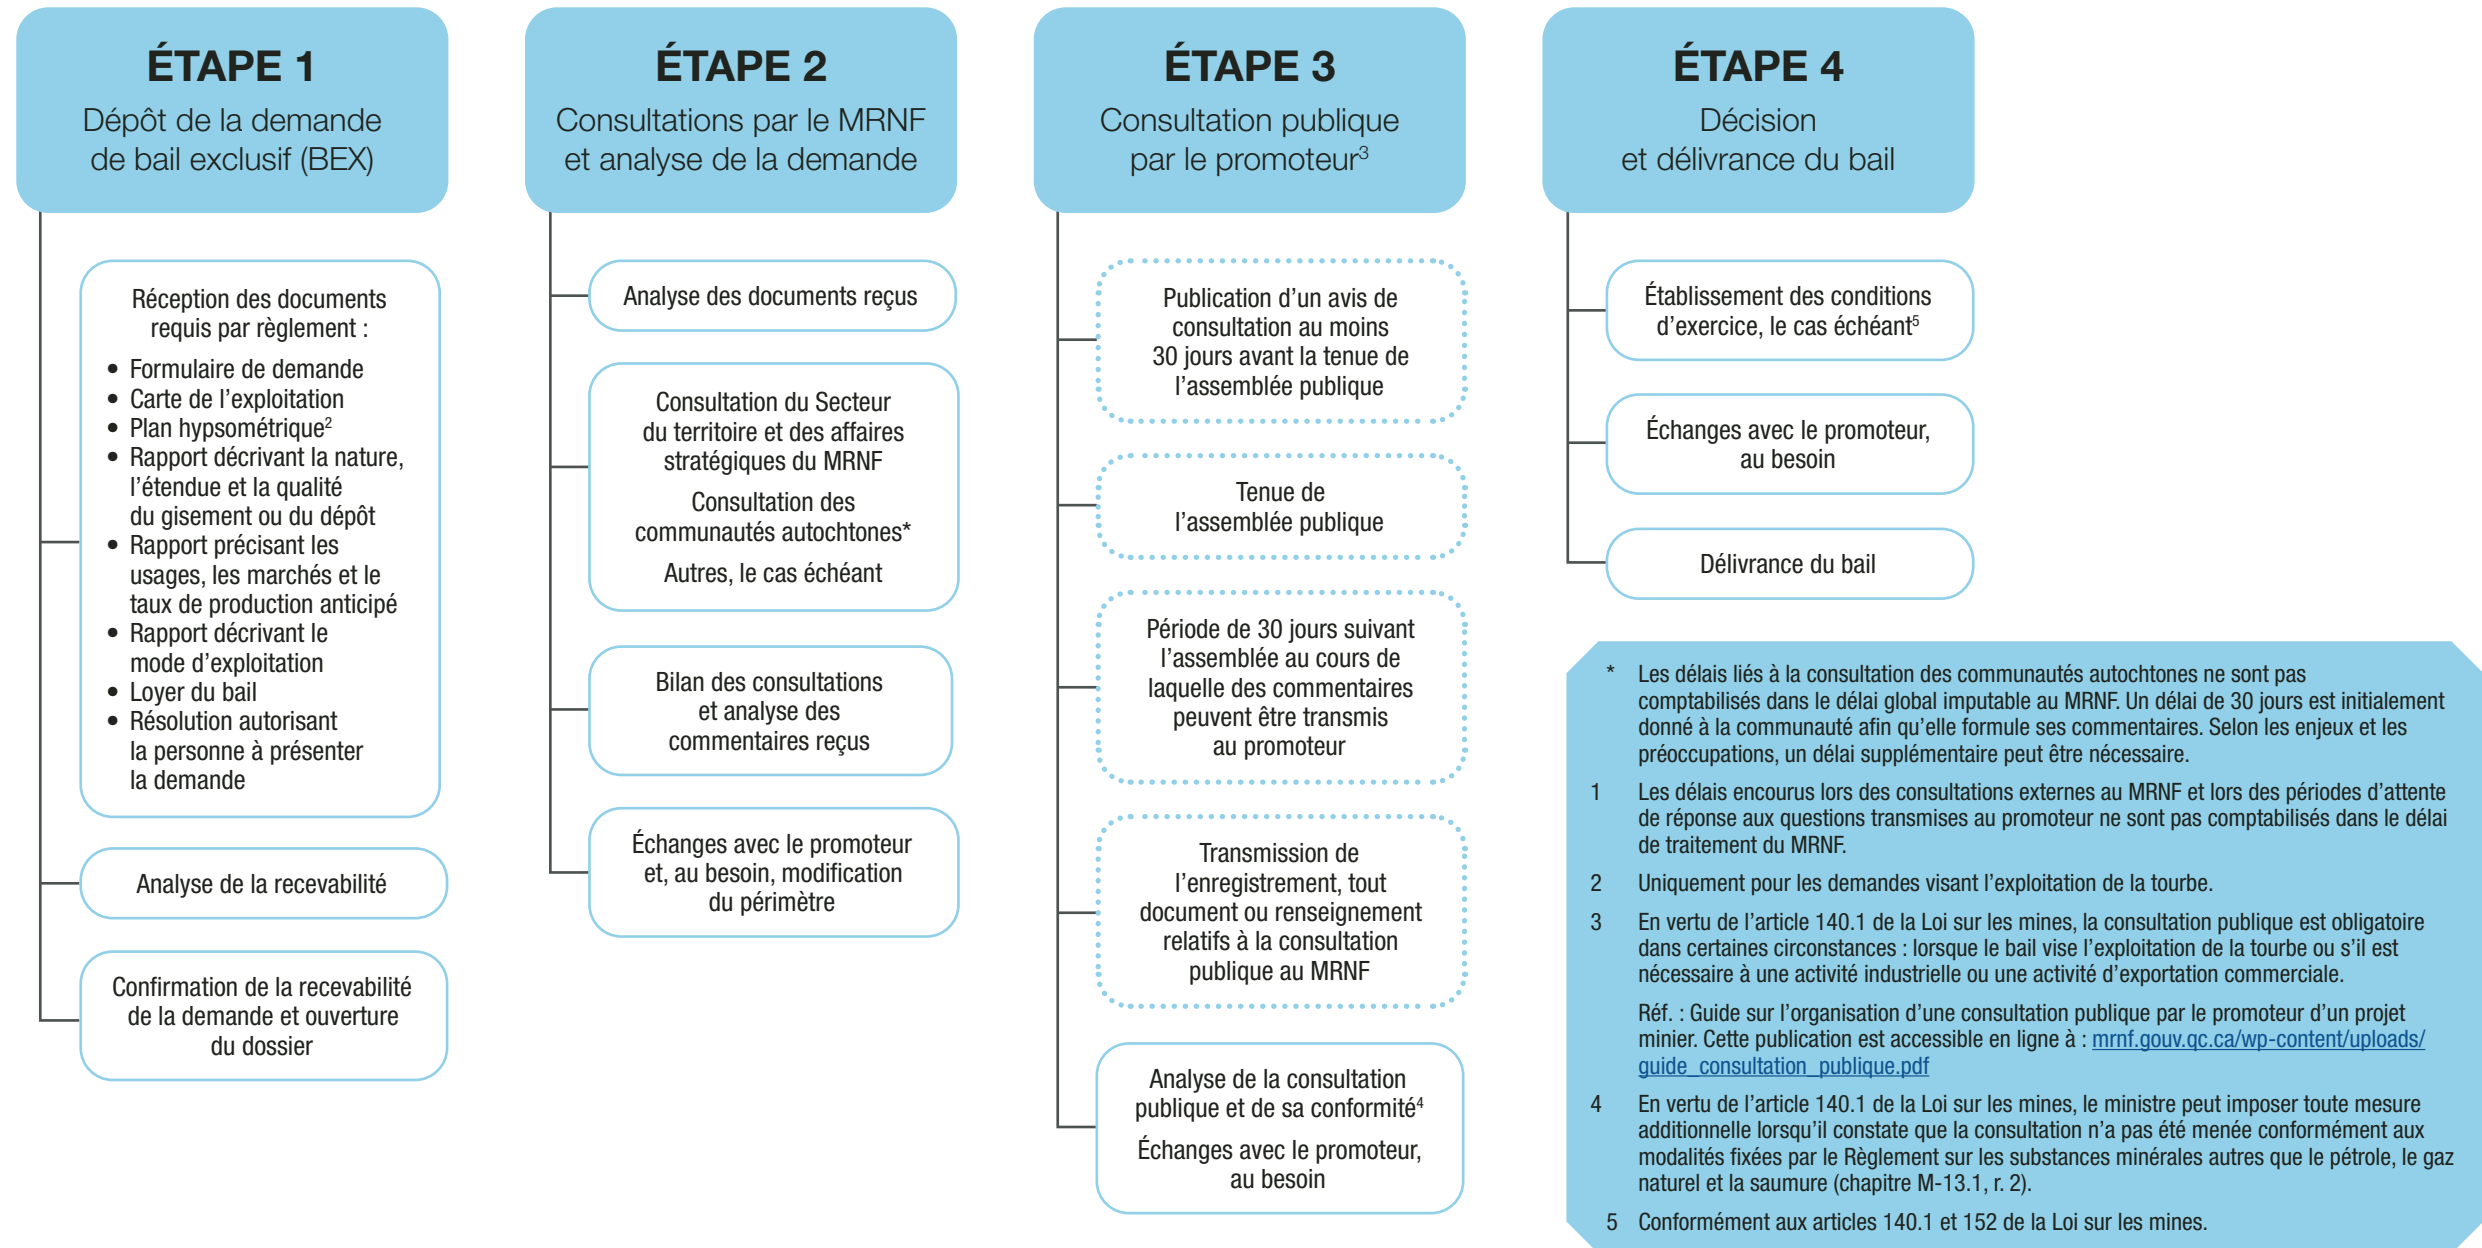 ÉTAPE 1
Dépôt de la demande
de bail exclusif (BEX)
Réception des documents
requis par règlement :
• Formulaire de demande
• Carte de l’exploitation
• Plan hypsométrique²
• Rapport décrivant la nature,
l’étendue et la qualité
du gisement ou du dépôt
• Rapport précisant les
usages, les marchés et le
taux de production anticipé
• Rapport décrivant le
mode d’exploitation
• Loyer du bail
• Résolution autorisant
la personne à présenter
la demande
Analyse de la recevabilité
Confirmation de la recevabilité
de la demande et ouverture
du dossier
ÉTAPE 2
Consultations par le MRNF
et analyse de la demande
Analyse des documents reçus
Consultation du Secteur
du territoire et des affaires
stratégiques du MRNF
Consultation des
communautés autochtones*
Autres, le cas échéant
Bilan des consultations
et analyse des
commentaires reçus
Échanges avec le promoteur
et, au besoin, modification
du périmètre
ÉTAPE 3
Consultation publique
par le promoteur³
Publication d’un avis de
consultation au moins
30 jours avant la tenue de
l’assemblée publique
Tenue de
l’assemblée publique
Période de 30 jours suivant
l’assemblée au cours de
laquelle des commentaires
peuvent être transmis
au promoteur
Transmission de
l’enregistrement, tout
document ou renseignement
relatifs à la consultation
publique au MRNF
Analyse de la consultation
publique et de sa conformité⁴
Échanges avec le promoteur,
au besoin
ÉTAPE 4
Décision
et délivrance du bail
Établissement des conditions
d’exercice, le cas échéant⁵
Échanges avec le promoteur,
au besoin
Délivrance du bail
* Les délais liés à la consultation des communautés autochtones ne sont pas
comptabilisés dans le délai global imputable au MRNF. Un délai de 30 jours est initialement
donné à la communauté afin qu’elle formule ses commentaires. Selon les enjeux et les
préoccupations, un délai supplémentaire peut être nécessaire.
1 Les délais encourus lors des consultations externes au MRNF et lors des périodes d’attente
de réponse aux questions transmises au promoteur ne sont pas comptabilisés dans le délai
de traitement du MRNF.
2 Uniquement pour les demandes visant l’exploitation de la tourbe.
3 En vertu de l’article 140.1 de la Loi sur les mines, la consultation publique est obligatoire
dans certaines circonstances : lorsque le bail vise l’exploitation de la tourbe ou s’il est
nécessaire à une activité industrielle ou une activité d’exportation commerciale.
Réf. : Guide sur l’organisation d’une consultation publique par le promoteur d’un projet
minier. Cette publication est accessible en ligne à : mrnf.gouv.qc.ca/wp-content/uploads/
guide_consultation_publique.pdf
4 En vertu de l’article 140.1 de la Loi sur les mines, le ministre peut imposer toute mesure
additionnelle lorsqu’il constate que la consultation n’a pas été menée conformément aux
modalités fixées par le Règlement sur les substances minérales autres que le pétrole, le gaz
naturel et la saumure (chapitre M-13.1, r. 2).
5 Conformément aux articles 140.1 et 152 de la Loi sur les mines.